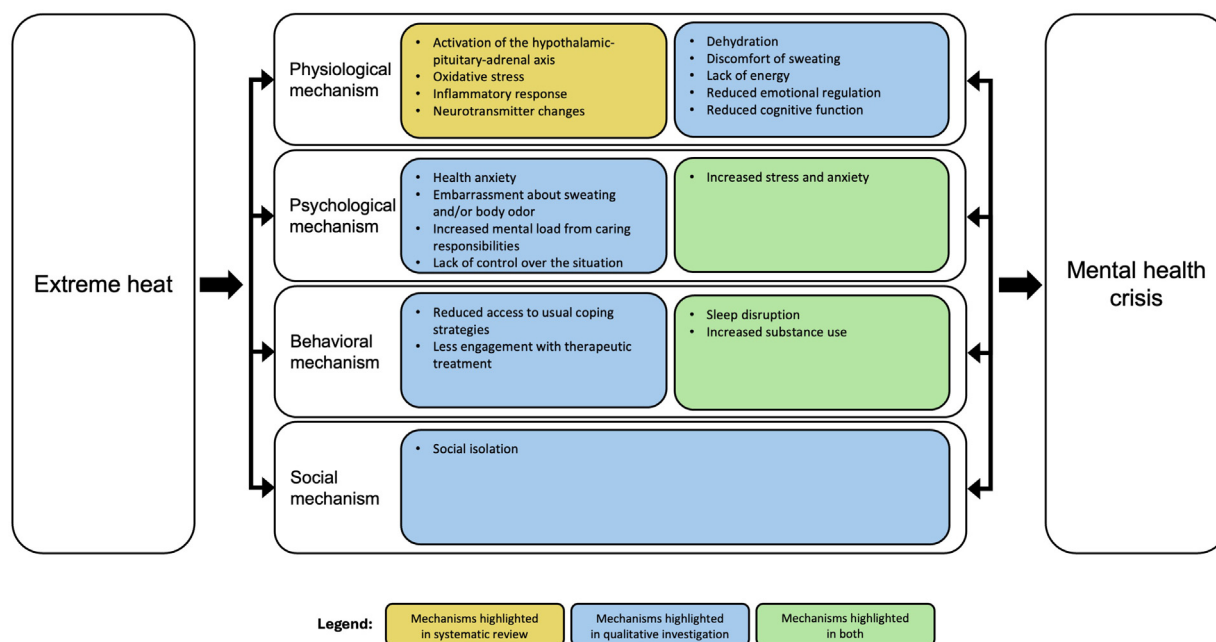 Extreme heat
Physiological
mechanism
• Activation of the hypothalamic-
pituitary-adrenal axis
• Oxidative stress
• Inflammatory response
• Neurotransmitter changes
• Dehydration
• Discomfort of sweating
• Lack of energy
• Reduced emotional regulation
• Reduced cognitive function
Psychological
mechanism
• Health anxiety
• Embarrassment about sweating
and/or body odor
• Increased mental load from caring
responsibilities
• Lack of control over the situation
• Increased stress and anxiety
Behavioral
mechanism
• Reduced access to usual coping
strategies
• Less engagement with therapeutic
treatment
• Sleep disruption
• Increased substance use
Social
mechanism
• Social isolation
Mental health
crisis
Legend:
Mechanisms highlighted
in systematic review
Mechanisms highlighted
in qualitative investigation
Mechanisms highlighted
in both